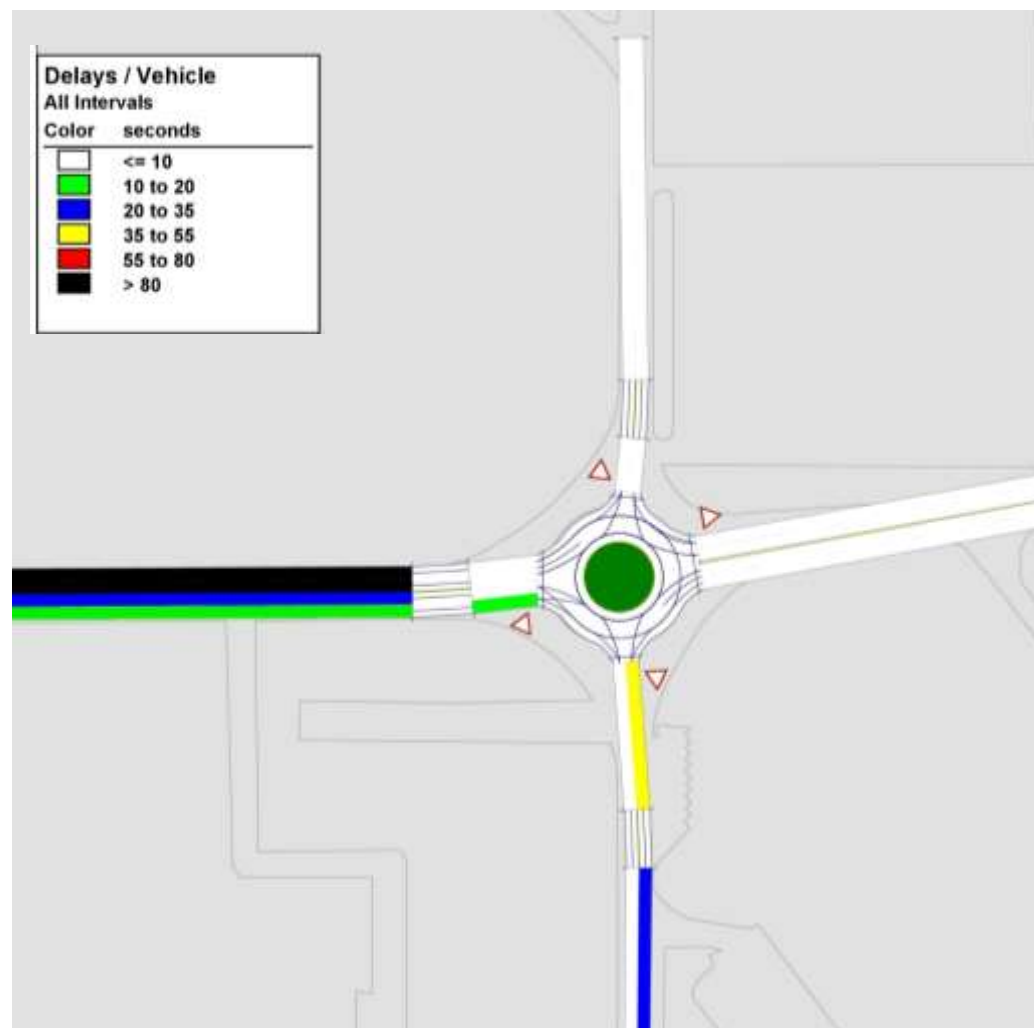 Delays / Vehicle
All Intervals
Color seconds
<= 10
10 to 20
20 to 35
35 to 55
55 to 80
> 80